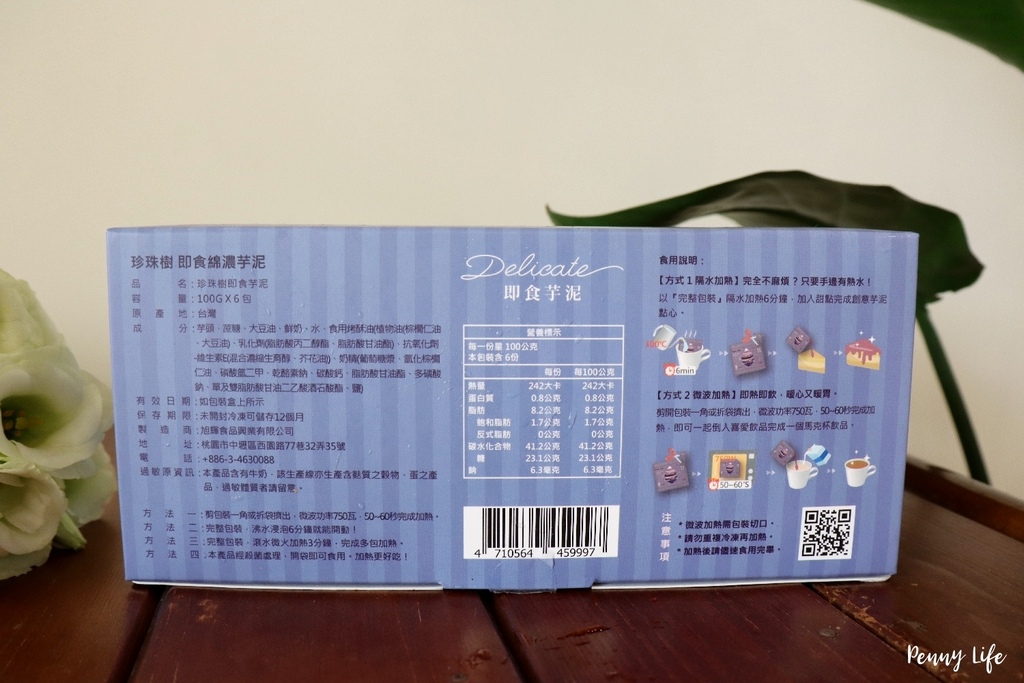 珍珠樹 即食綿濃芋泥
品名：珍珠樹即食芋泥
容量：100G X 6 包
原產地：台灣
成分：芋頭、蔗糖、大豆油、鮮奶、水、食用烤酥油(植物油(棕櫚仁油
、大豆油)、乳化劑(脂肪酸丙二醇酯、脂肪酸甘油酯)、抗氧化劑
-維生素E(混合濃縮生育醇、芥花油))、奶精(葡萄糖漿、氫化棕櫚
仁油、磷酸氫二甲、乾酪素鈉、碳酸鈣、脂肪酸甘油酯、多磷酸
鈉、單及雙脂肪酸甘油二乙醯酒石酸酯、鹽)
有效日期：如包裝盒上所示
保存期限：未開封冷凍可儲存12個月
製造商：旭輝食品興業有限公司
地址：桃園市中壢區西園路77巷32弄35號
電話：+886-3-4630088
過敏原資訊：本產品含有牛奶，該生產線亦生產含麩質之穀物、蛋之產
品，過敏體質者請留意。
方法一：剪包裝一角或拆袋擠出，微波功率750瓦，50~60秒完成加熱。
方法二：完整包裝，沸水浸泡6分鐘就能開動！
方法三：完整包裝，滾水微火加熱3分鐘，完成多包加熱。
方法四：本產品經殺菌處理，開袋即可食用。加熱更好吃！
Delicate
即食芋泥
營養標示
每一份量 100公克
本包裝含 6份
每份 每100公克
熱量 242大卡 242大卡
蛋白質 0.8公克 0.8公克
脂肪 8.2公克 8.2公克
飽和脂肪 1.7公克 1.7公克
反式脂肪 0公克 0公克
碳水化合物 41.2公克 41.2公克
糖 23.1公克 23.1公克
鈉 6.3毫克 6.3毫克
4 710564 459997
食用說明：
【方式 1 隔水加熱】完全不麻煩？只要手邊有熱水！
以『完整包裝』隔水加熱6分鐘，加入甜點完成創意芋泥
點心。
100°C
6min
【方式 2 微波加熱】即熱即飲，暖心又暖胃。
剪開包裝一角或拆袋擠出，微波功率750瓦，50~60秒完成加
熱，即可一起倒入喜愛飲品完成一個馬克杯飲品。
750W
50~60°S
注意事項
*微波加熱需包裝切口。
*請勿重複冷凍再加熱。
*加熱後請儘速食用完畢。
Penny Life